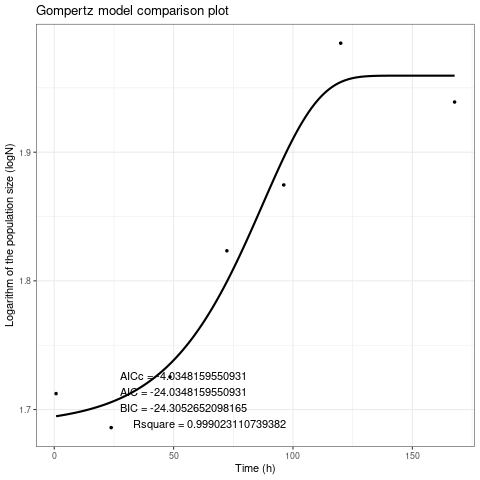 Gompertz model comparison plot
Logarithm of the population size (logN)
1.9
1.8
1.7
AICc = -4.0348159550931
AIC = -24.0348159550931
BIC = -24.3052652098165
Rsquare = 0.999023110739382
0 50 100 150
Time (h)